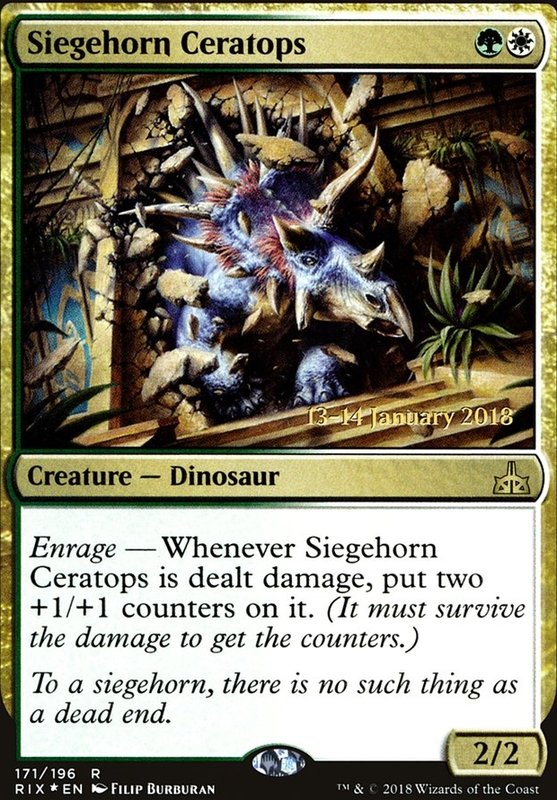 Siegehorn Ceratops
13–14 January 2018
Creature — Dinosaur
Enrage — Whenever Siegehorn
Ceratops is dealt damage, put two
+1/+1 counters on it. (It must survive
the damage to get the counters.)
To a siegehorn, there is no such thing as
a dead end.
2/2
171/196 R
RIX★EN Filip Burburan
™ & © 2018 Wizards of the Coast